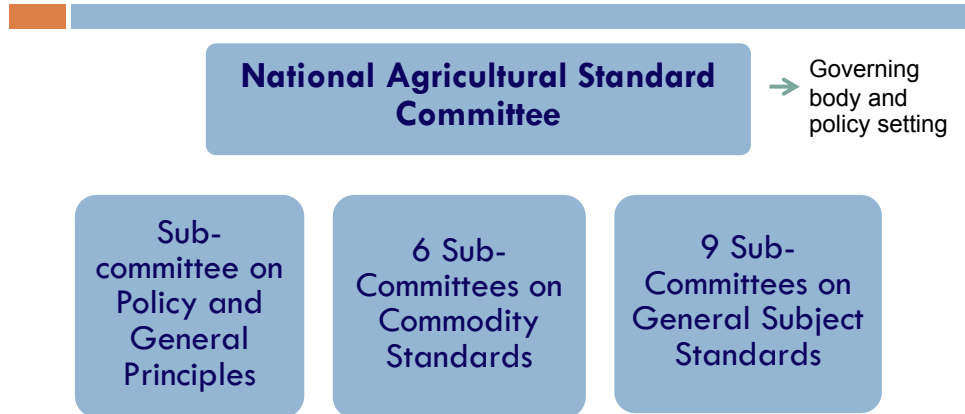 National Agricultural Standard
Committee
Governing
body and
policy setting
Sub-
committee on
Policy and
General
Principles
6 Sub-
Committees on
Commodity
Standards
9 Sub-
Committees on
General Subject
Standards